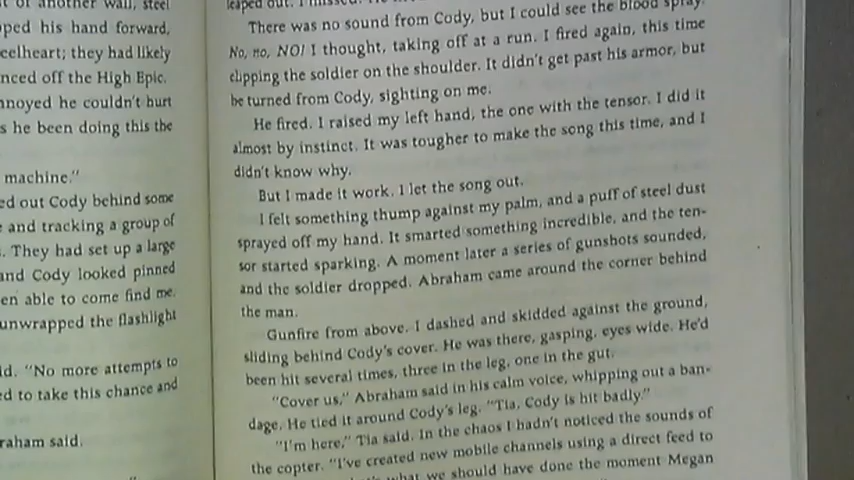 of another wall, steel
his hand forward,
they had likely
off the High Epic.
he couldn't hurt
he been doing this the
machine."
out Cody behind some
and tracking a group of
They had set up a large
and Cody looked pinned
able to come find me.
unwrapped the flashlight
"No more attempts to
to take this chance and
said.
leaped out. I missed.
There was no sound from Cody, but I could see the blood spray.
No, no, NO! I thought, taking off at a run. I fired again, this time
clipping the soldier on the shoulder. It didn't get past his armor, but
he turned from Cody, sighting on me.
He fired. I raised my left hand, the one with the tensor. I did it
almost by instinct. It was tougher to make the song this time, and I
didn't know why.
But I made it work. I let the song out.
I felt something thump against my palm, and a puff of steel dust
sprayed off my hand. It smarted something incredible, and the ten-
sor started sparking. A moment later a series of gunshots sounded,
and the soldier dropped. Abraham came around the corner behind
the man.
Gunfire from above. I dashed and skidded against the ground,
sliding behind Cody's cover. He was there, gasping, eyes wide. He'd
been hit several times, three in the leg, one in the gut.
"Cover us," Abraham said in his calm voice, whipping out a ban-
dage. He tied it around Cody's leg. "Tia, Cody is hit badly."
"I'm here," Tia said. In the chaos I hadn't noticed the sounds of
the copter. "I've created new mobile channels using a direct feed to
what we should have done the moment Megan